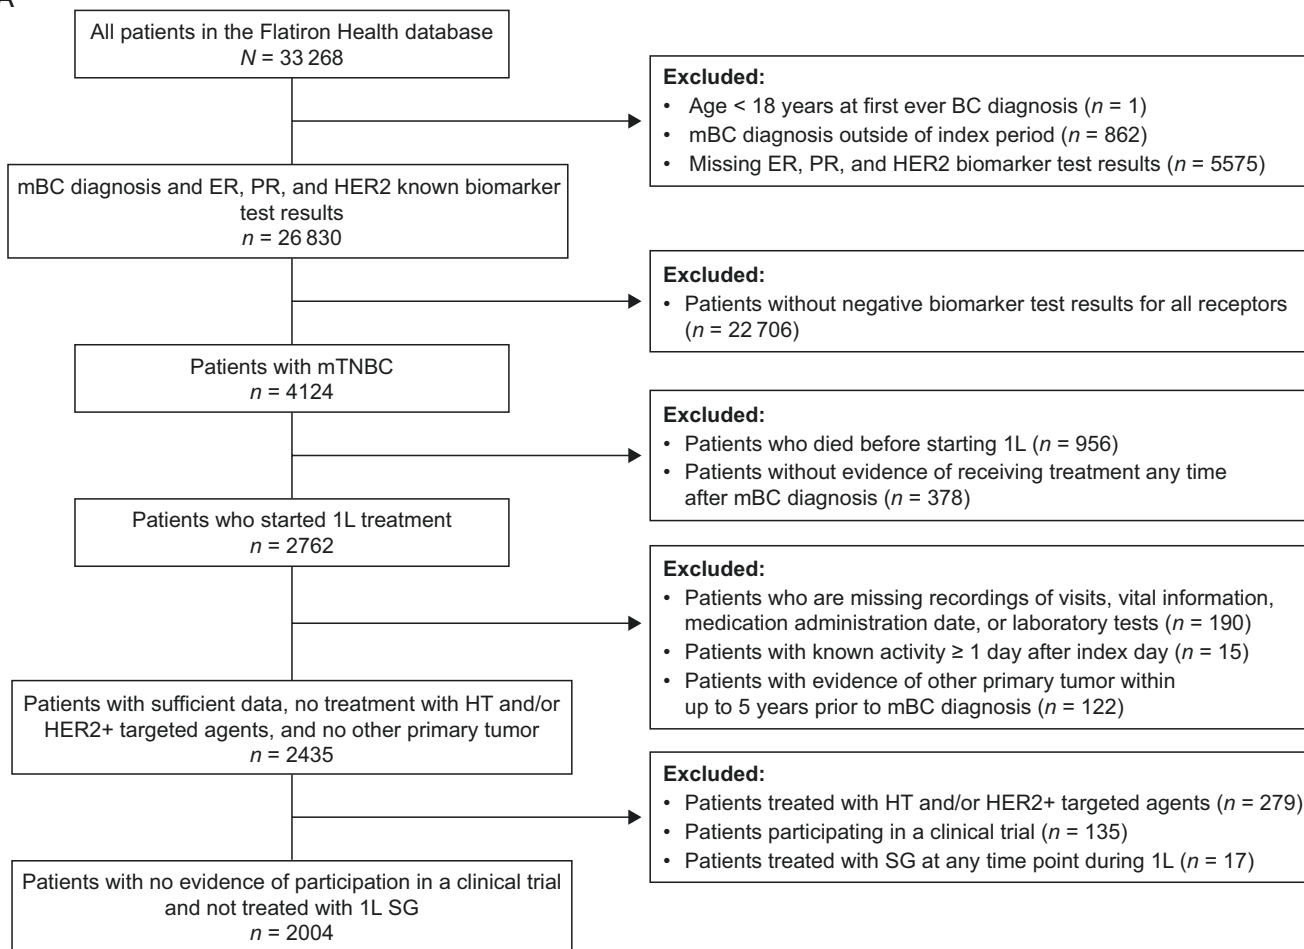 A
All patients in the Flatiron Health database
N = 33 268
Excluded:
• Age < 18 years at first ever BC diagnosis (n = 1)
• mBC diagnosis outside of index period (n = 862)
• Missing ER, PR, and HER2 biomarker test results (n = 5575)
mBC diagnosis and ER, PR, and HER2 known biomarker
test results
n = 26 830
Excluded:
• Patients without negative biomarker test results for all receptors
(n = 22 706)
Patients with mTNBC
n = 4124
Excluded:
• Patients who died before starting 1L (n = 956)
• Patients without evidence of receiving treatment any time
after mBC diagnosis (n = 378)
Patients who started 1L treatment
n = 2762
Excluded:
• Patients who are missing recordings of visits, vital information,
medication administration date, or laboratory tests (n = 190)
• Patients with known activity ≥ 1 day after index day (n = 15)
• Patients with evidence of other primary tumor within
up to 5 years prior to mBC diagnosis (n = 122)
Patients with sufficient data, no treatment with HT and/or
HER2+ targeted agents, and no other primary tumor
n = 2435
Excluded:
• Patients treated with HT and/or HER2+ targeted agents (n = 279)
• Patients participating in a clinical trial (n = 135)
• Patients treated with SG at any time point during 1L (n = 17)
Patients with no evidence of participation in a clinical trial
and not treated with 1L SG
n = 2004